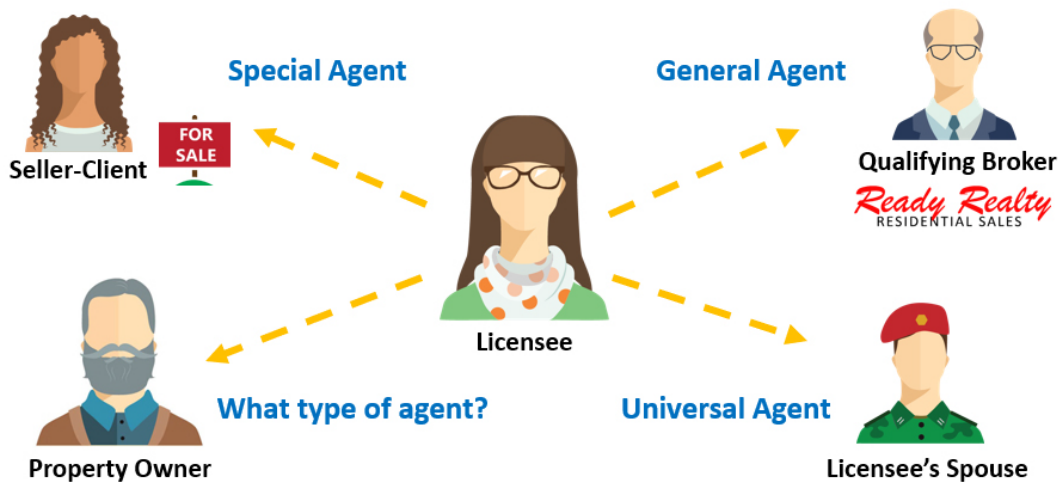 Special Agent
General Agent
FOR
SALE
Seller-Client
Qualifying Broker
Ready Realty
RESIDENTIAL SALES
Licensee
What type of agent?
Universal Agent
Property Owner
Licensee's Spouse